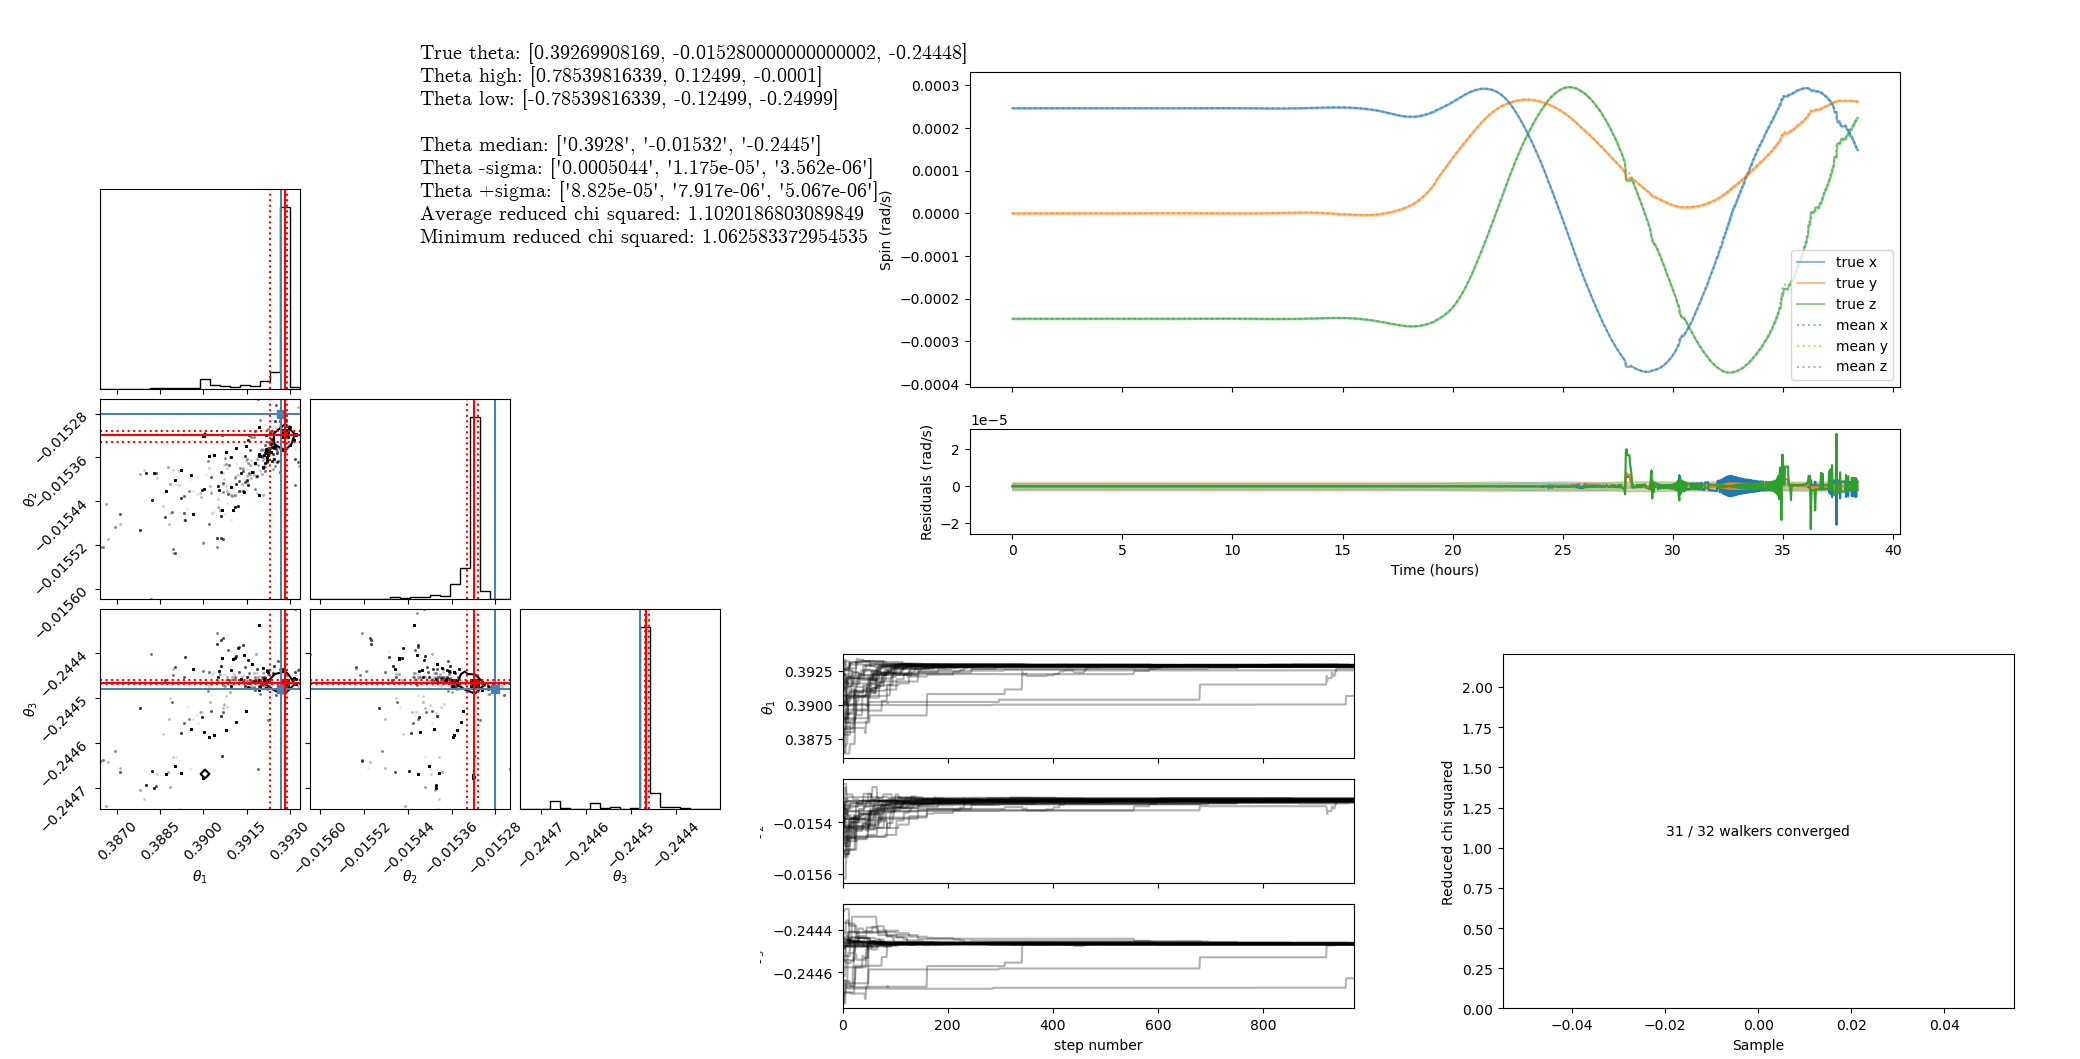 True theta: [0.39269908169, -0.015280000000000002, -0.24448]
Theta high: [0.78539816339, 0.12499, -0.0001]
Theta low: [-0.78539816339, -0.12499, -0.24999]
Theta median: ['0.3928', '-0.01532', '-0.2445']
Theta -sigma: ['0.0005044', '1.175e-05', '3.562e-06']
Theta +sigma: ['8.825e-05', '7.917e-06', '5.067e-06']
Average reduced chi squared: 1.1020186803089849
Minimum reduced chi squared: 1.062583372954535
0.0003
0.0002
0.0001
0.0000
−0.0001
−0.0002
−0.0003
−0.0004
Spin (rad/s)
true x
true y
true z
mean x
mean y
mean z
1e−5
2
0
−2
Residuals (rad/s)
0 5 10 15 20 25 30 35 40
Time (hours)
−0.01528
−0.01536
−0.01544
−0.01552
−0.01560
θ2
−0.2444
−0.2445
−0.2446
−0.2447
θ3
0.3870 0.3885 0.3900 0.3915 0.3930
θ1
−0.01560 −0.01552 −0.01544 −0.01536 −0.01528
θ2
−0.2447 −0.2446 −0.2445 −0.2444
θ3
0.3925
0.3900
0.3875
θ1
−0.0154
−0.0156
−0.2444
−0.2446
0 200 400 600 800
step number
2.00
1.75
1.50
1.25
1.00
0.75
0.50
0.25
0.00
Reduced chi squared
31 / 32 walkers converged
−0.04 −0.02 0.00 0.02 0.04
Sample